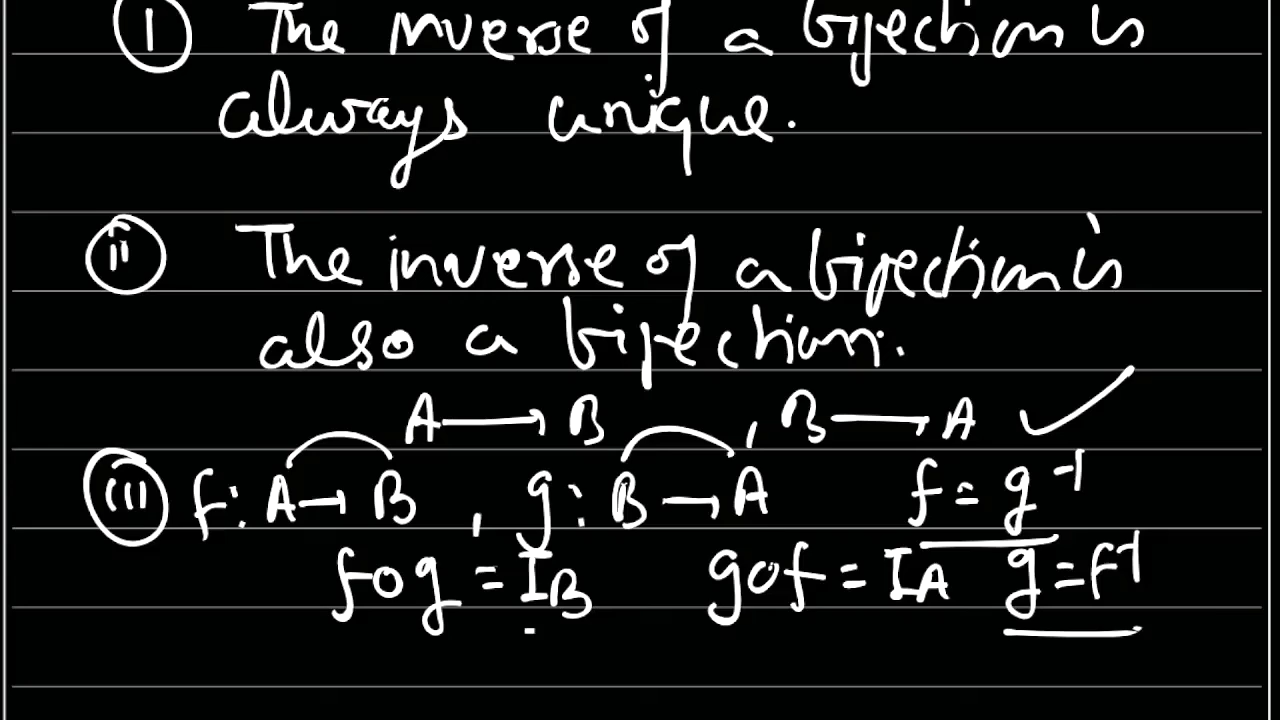 (i) The inverse of a bijection is
always unique.
(ii) The inverse of a bijection is
also a bijection.
A → B , B → A ✓
(iii) f: A → B , g: B → A f = g⁻¹
fog = I_B gof = I_A g = f⁻¹